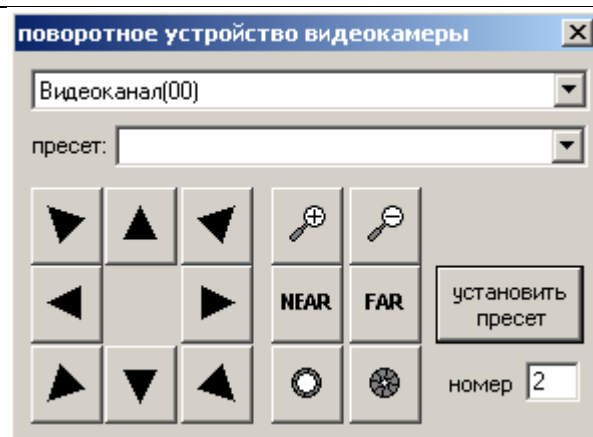 поворотное устройство видеокамеры
Видеоканал(00)
пресет:
NEAR FAR
установить
пресет
номер 2